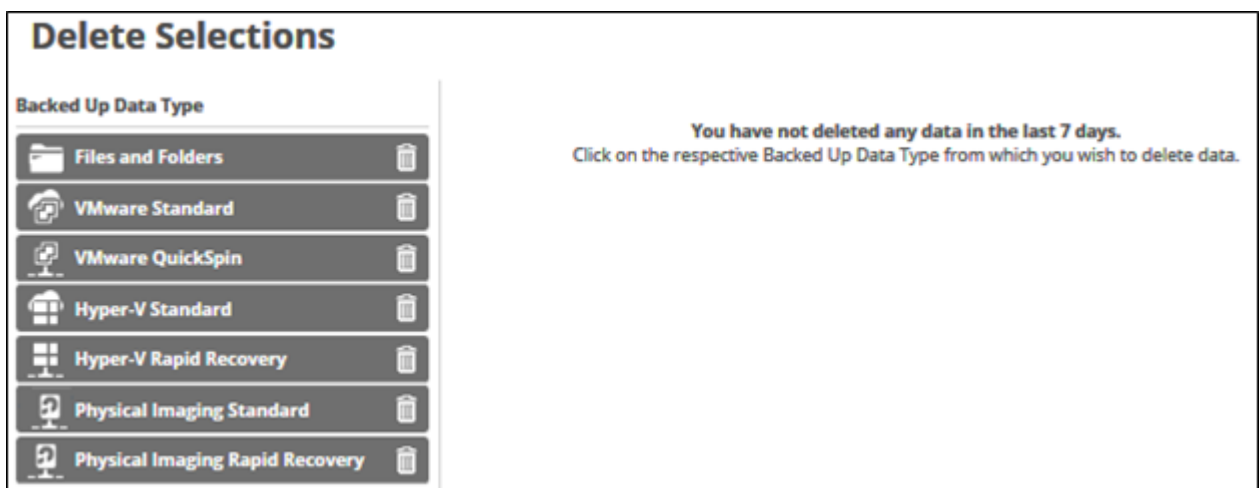 Delete Selections
Backed Up Data Type
Files and Folders
VMware Standard
VMware QuickSpin
Hyper-V Standard
Hyper-V Rapid Recovery
Physical Imaging Standard
Physical Imaging Rapid Recovery
You have not deleted any data in the last 7 days.
Click on the respective Backed Up Data Type from which you wish to delete data.